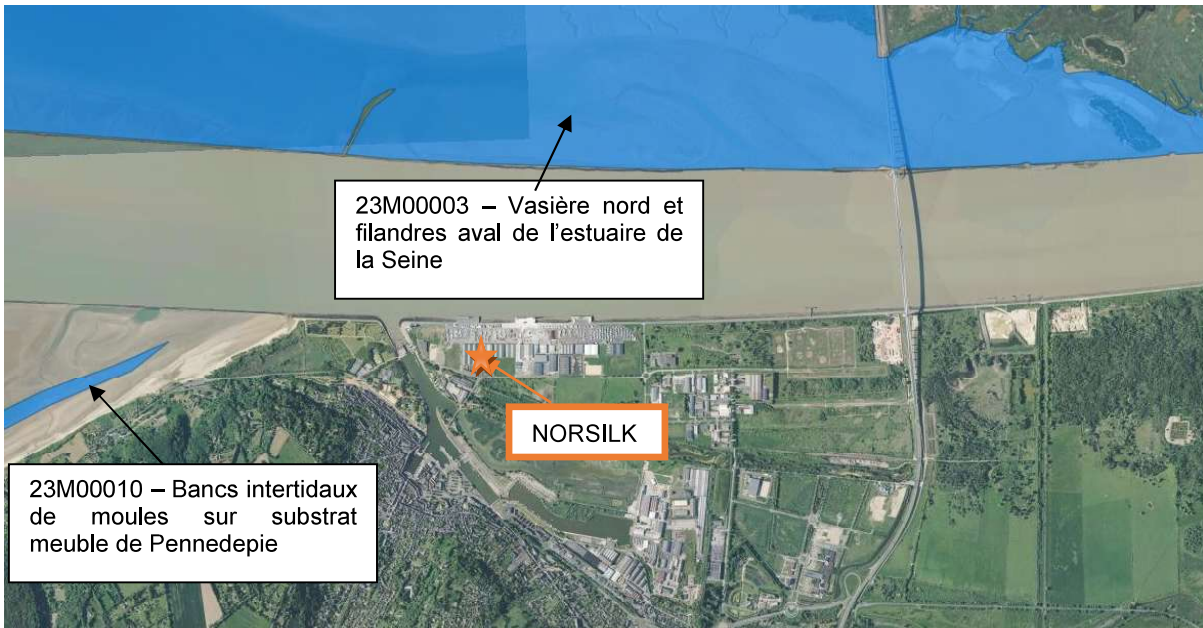 23M00003 – Vasière nord et
filandres aval de l'estuaire de
la Seine
NORSILK
23M00010 – Bancs intertidaux
de moules sur substrat
meuble de Pennedepie